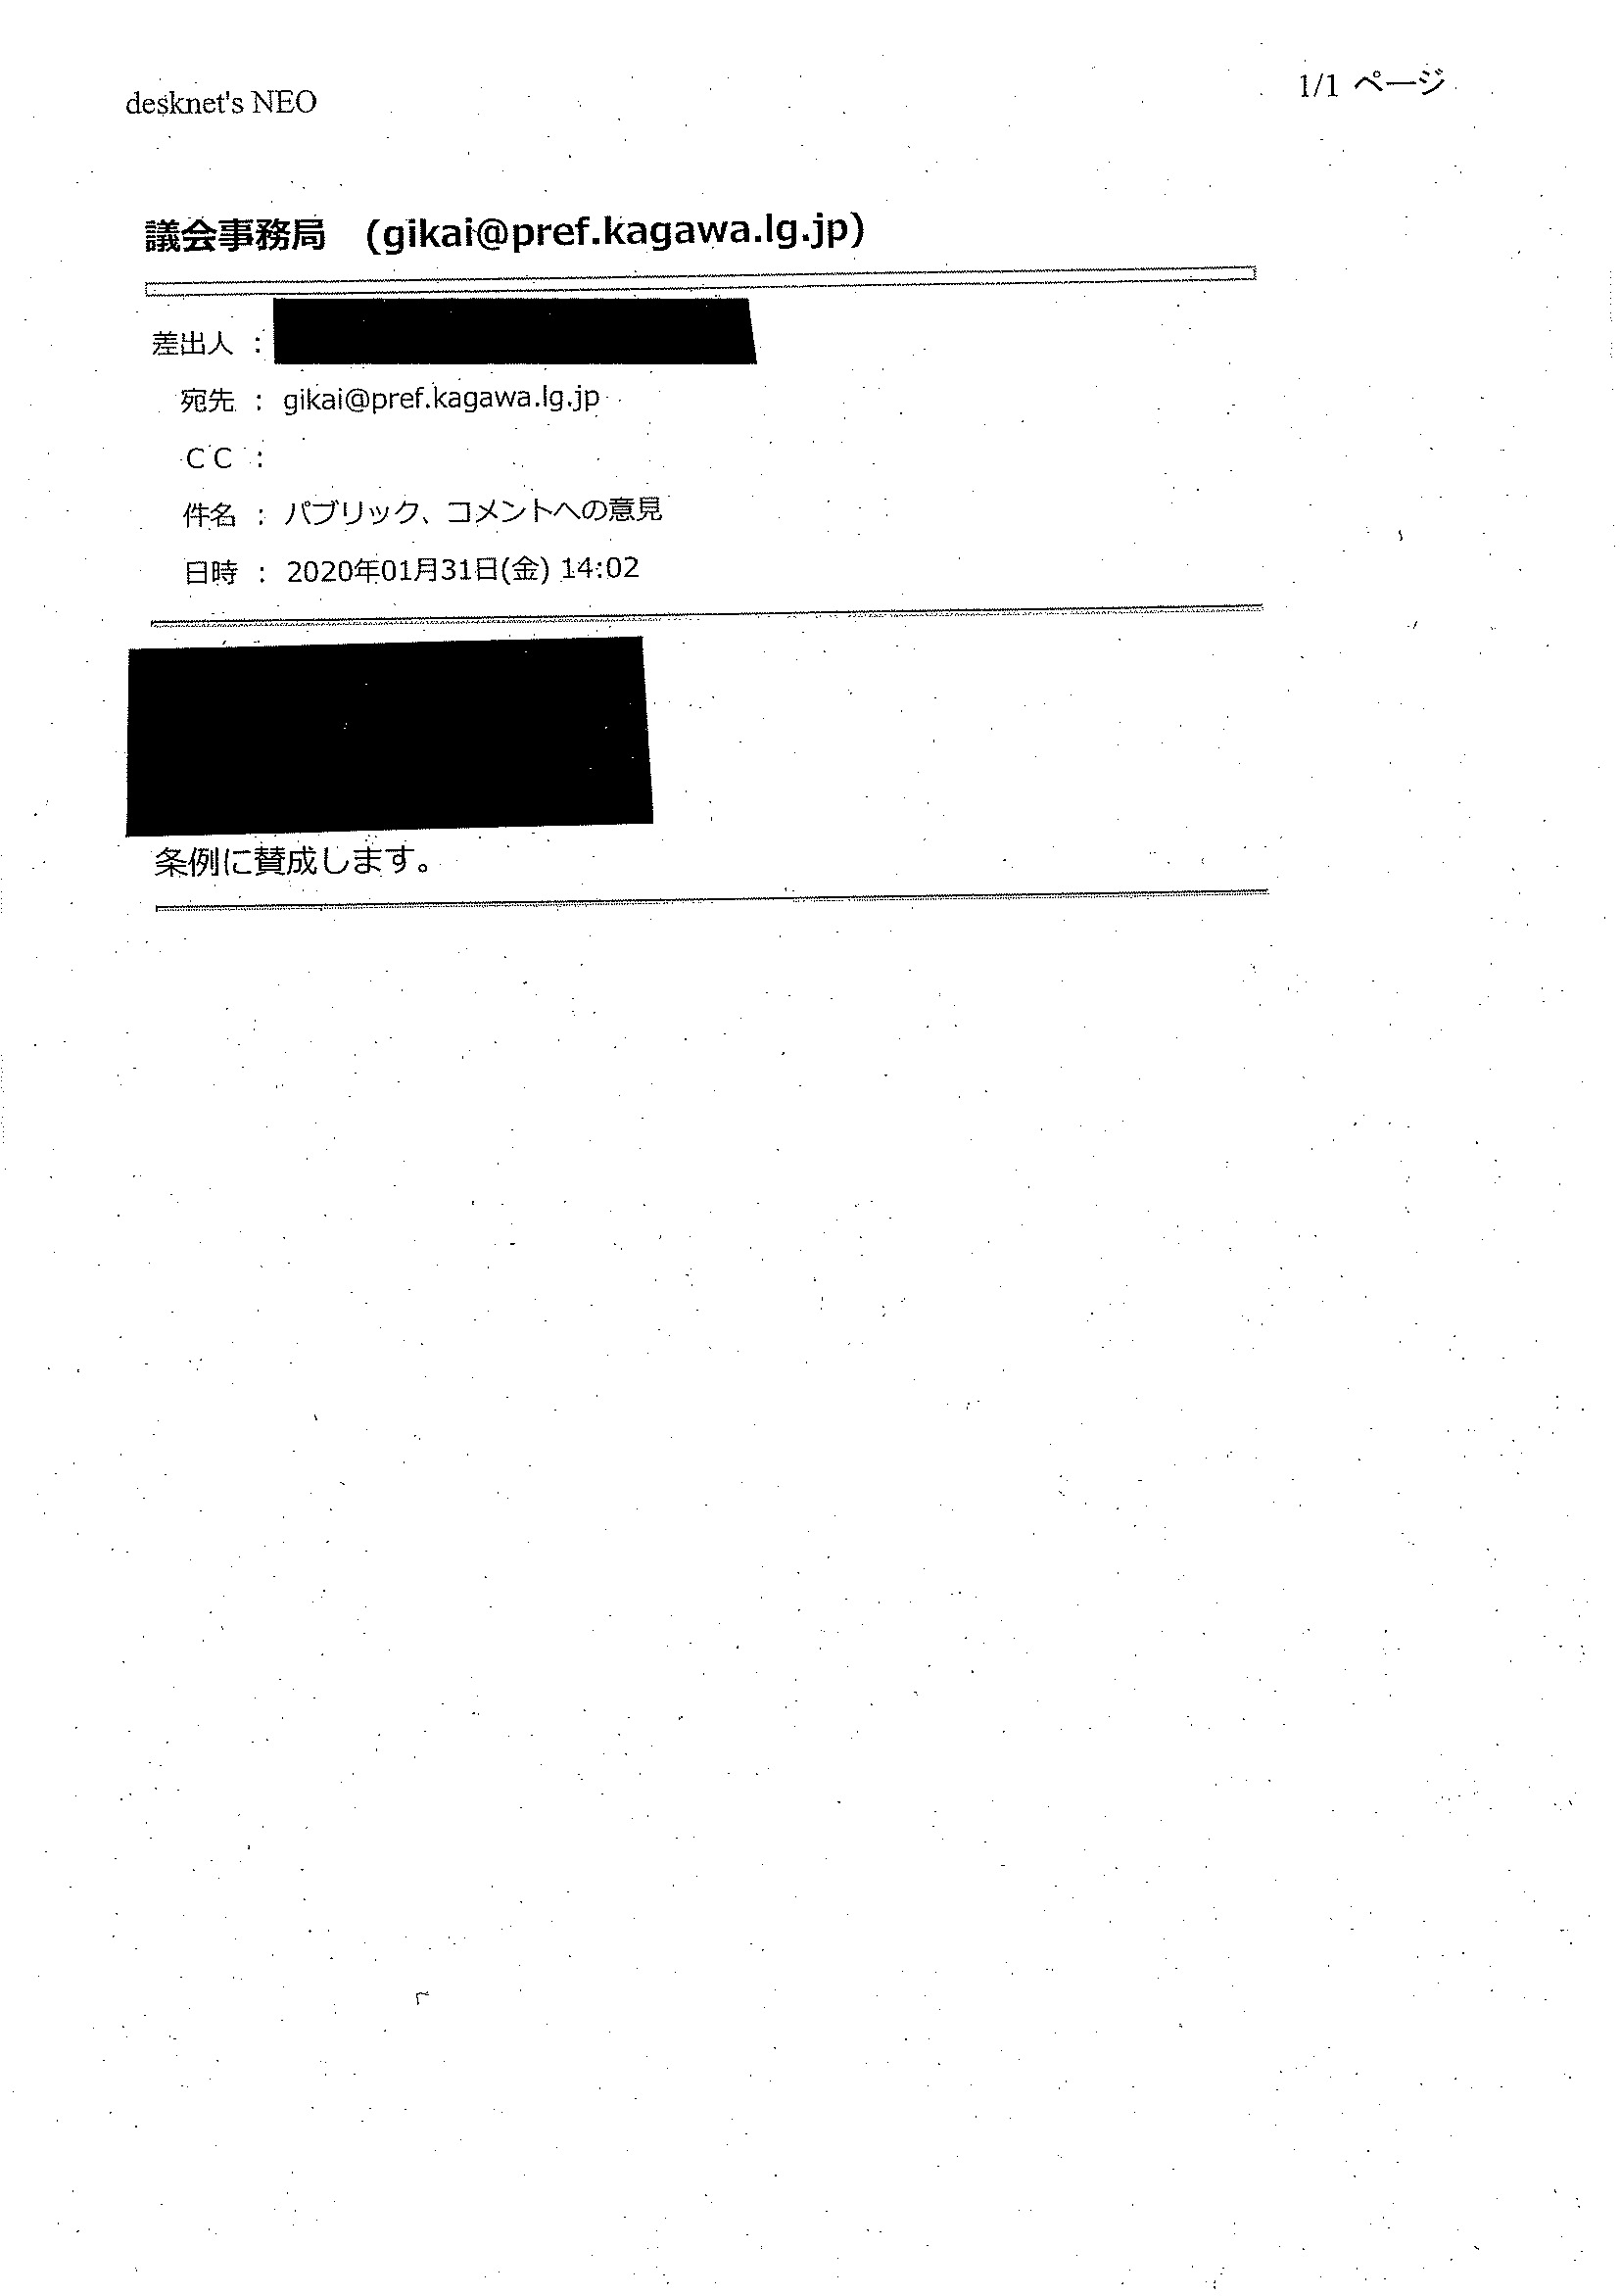 desknet's NEO
1/1 ページ
議会事務局 (gikai@pref.kagawa.lg.jp)
差出人 :
宛先 : gikai@pref.kagawa.lg.jp
CC :
件名 : パブリック、コメントへの意見
日時 : 2020年01月31日(金) 14:02
条例に賛成します。